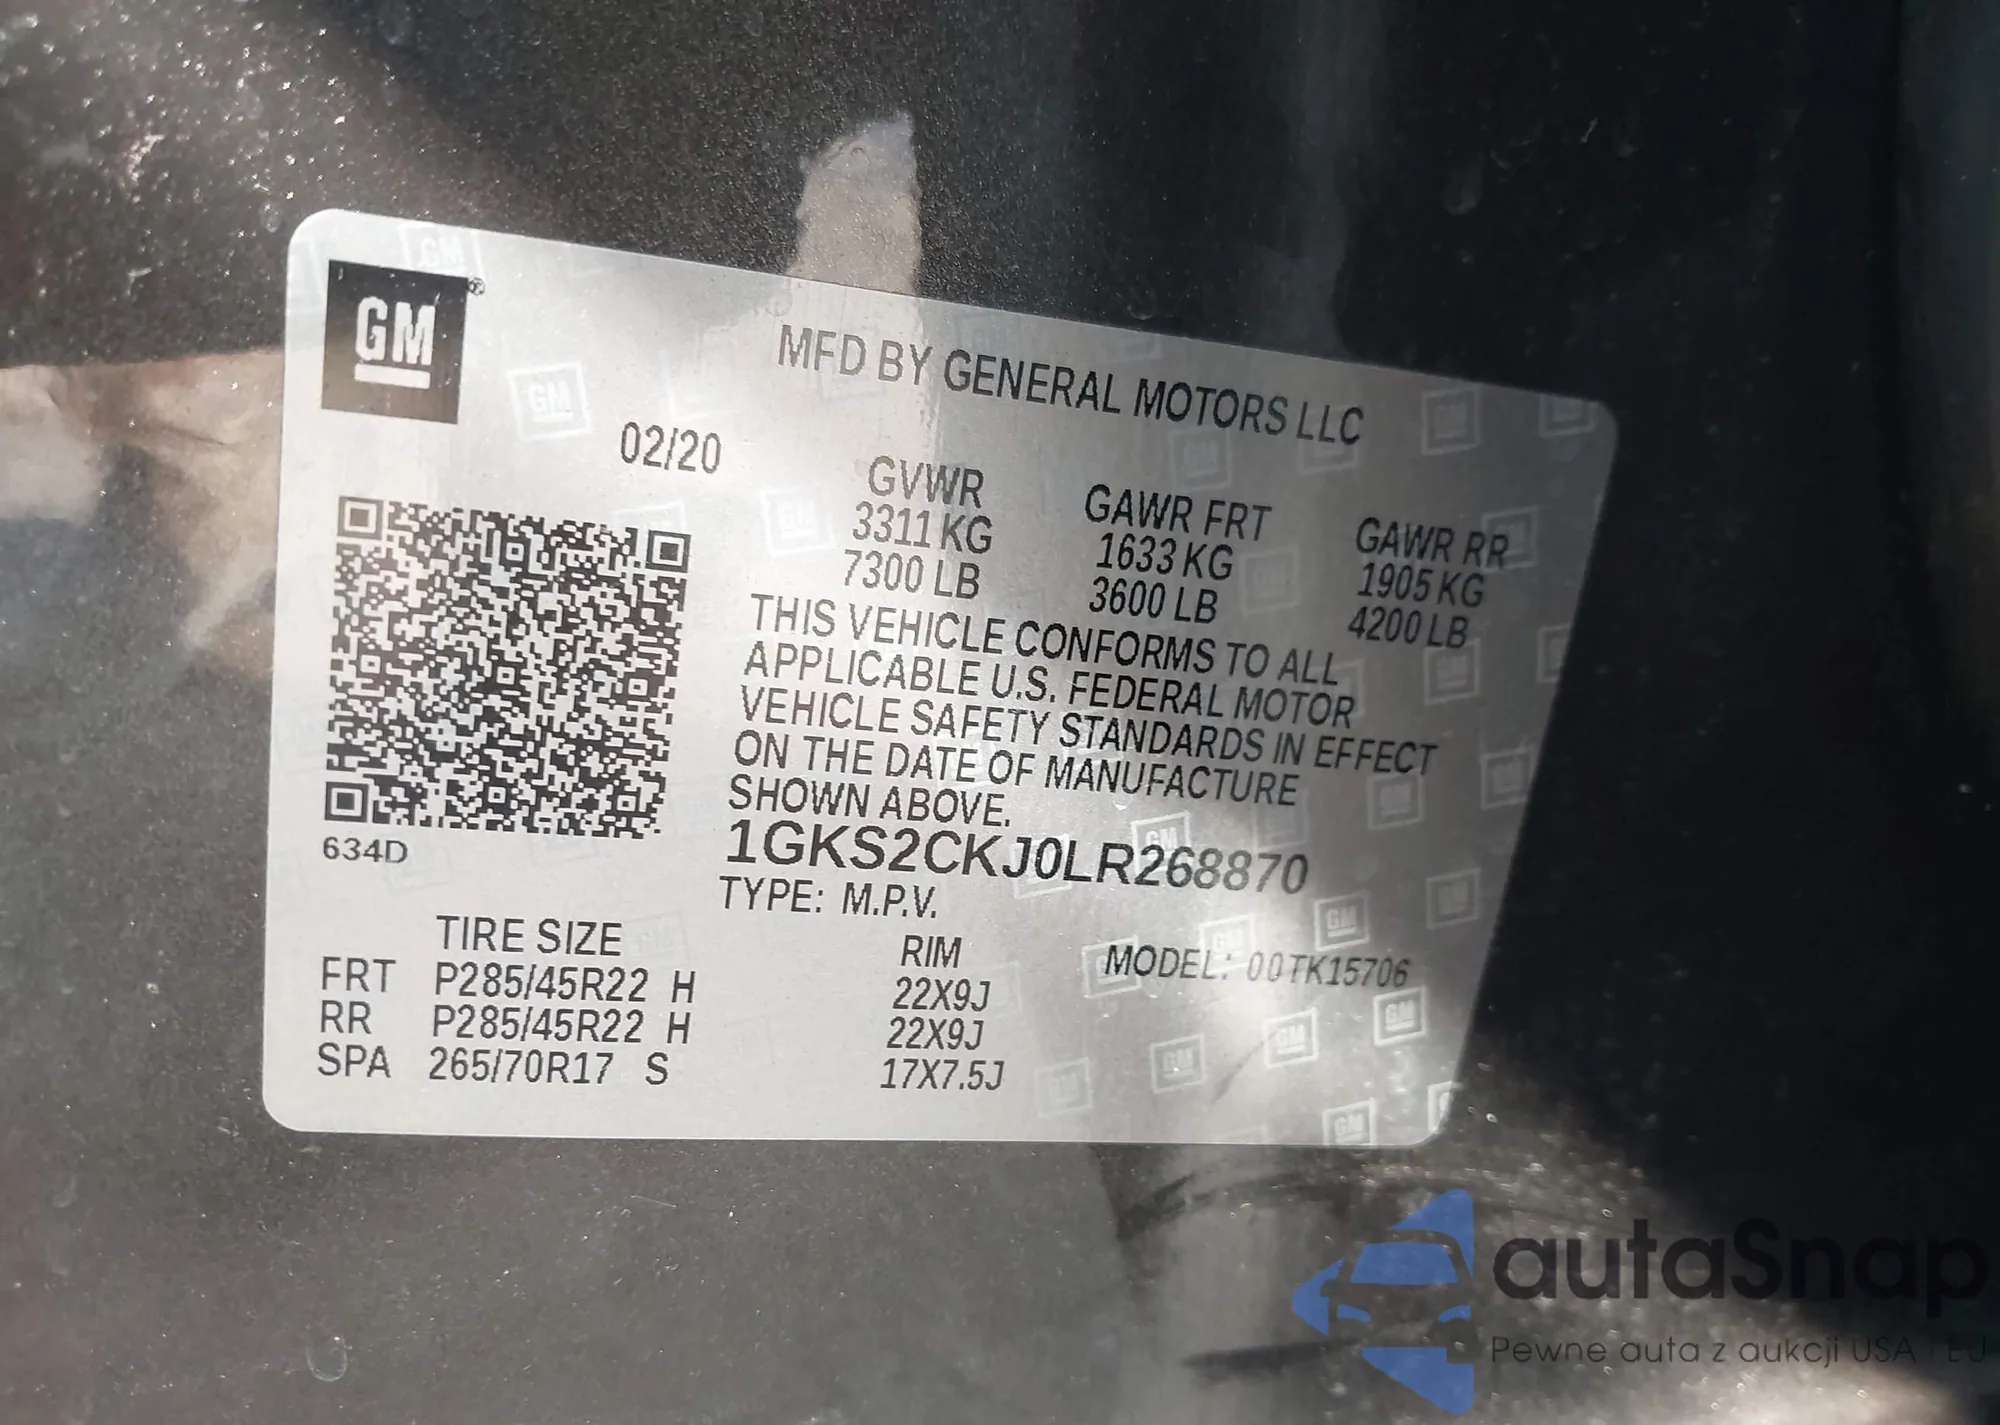 GM®
MFD BY GENERAL MOTORS LLC
02/20
GVWR GAWR FRT GAWR RR
3311 KG 1633 KG 1905 KG
7300 LB 3600 LB 4200 LB
THIS VEHICLE CONFORMS TO ALL
APPLICABLE U.S. FEDERAL MOTOR
VEHICLE SAFETY STANDARDS IN EFFECT
ON THE DATE OF MANUFACTURE
SHOWN ABOVE.
634D
1GKS2CKJ0LR268870
TYPE: M.P.V.
TIRE SIZE RIM MODEL: 00TK15706
FRT P285/45R22 H 22X9J
RR P285/45R22 H 22X9J
SPA 265/70R17 S 17X7.5J
autaSnap
Pewne auta z aukcji USA i EU